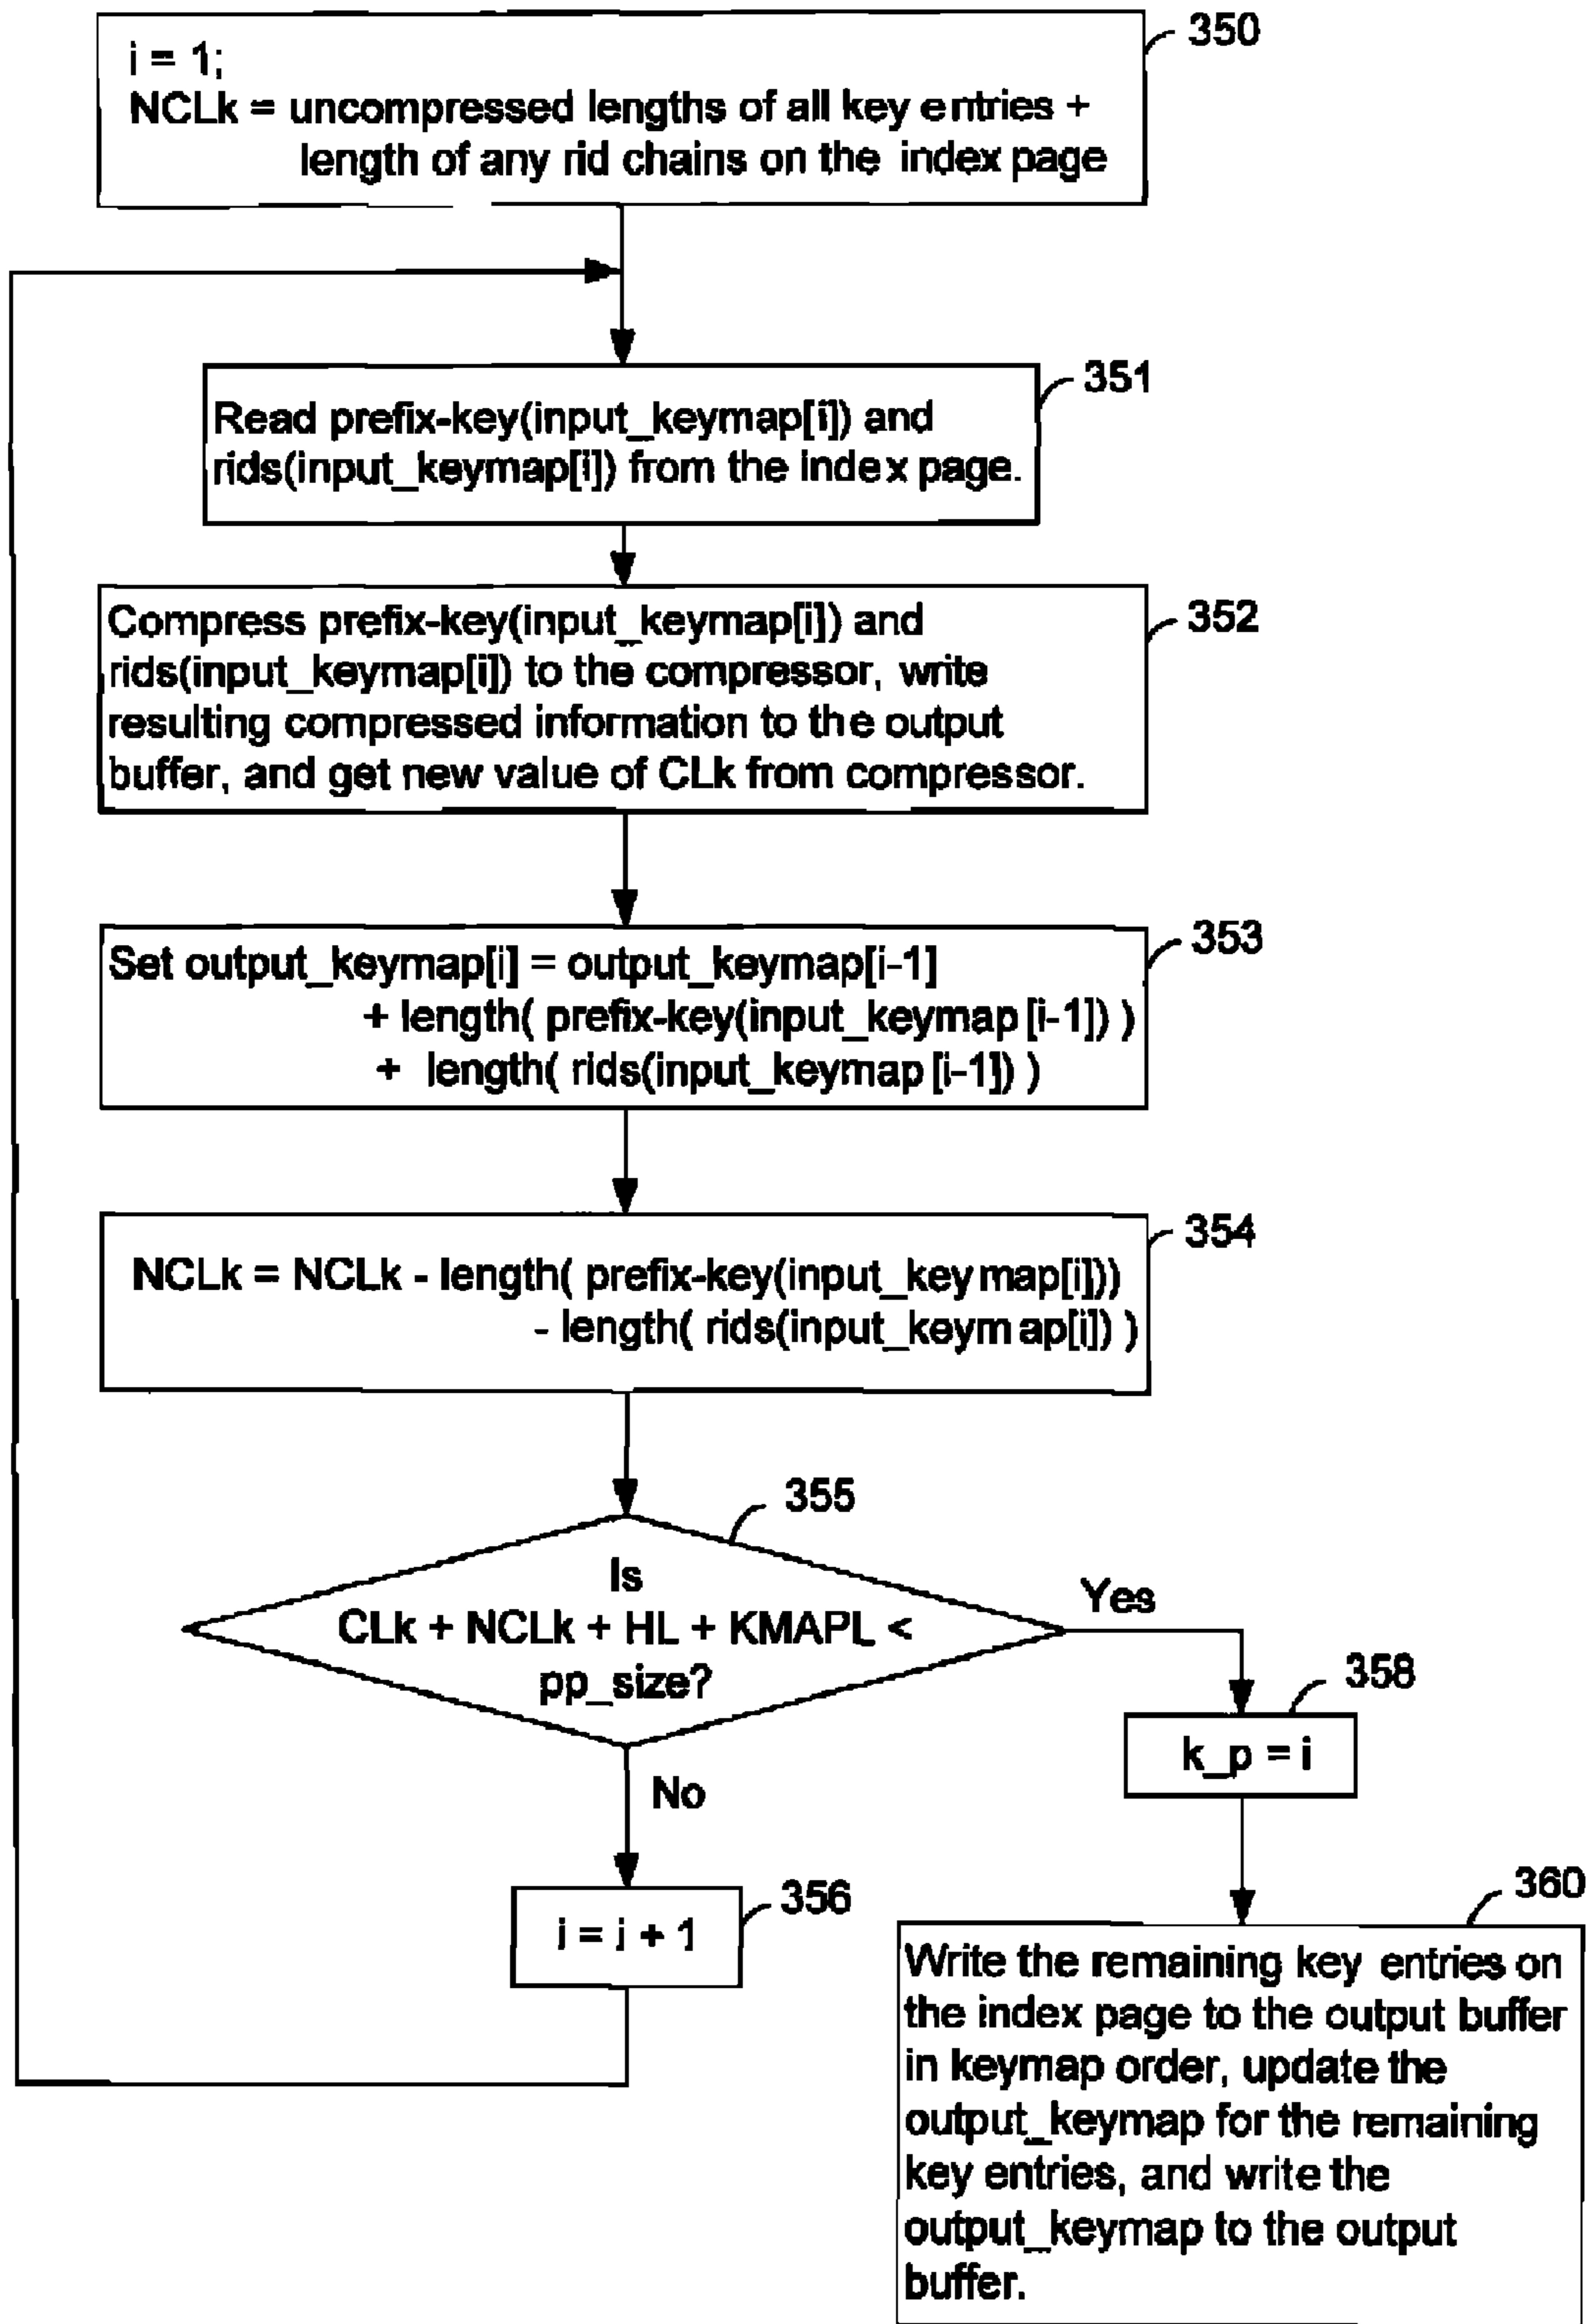 350
i = 1;
NCLk = uncompressed lengths of all key entries +
length of any rid chains on the index page
351
Read prefix-key(input_keymap[i]) and
rids(input_keymap[i]) from the index page.
352
Compress prefix-key(input_keymap[i]) and
rids(input_keymap[i]) to the compressor, write
resulting compressed information to the output
buffer, and get new value of CLk from compressor.
353
Set output_keymap[i] = output_keymap[i-1]
+ length( prefix-key(input_keymap [i-1]) )
+ length( rids(input_keymap [i-1]) )
354
NCLk = NCLk - length( prefix-key(input_keymap[i]))
- length( rids(input_keymap[i]) )
355
Is
CLk + NCLk + HL + KMAPL <
pp_size?
Yes
358
k_p = i
No
356
i = i + 1
360
Write the remaining key entries on
the index page to the output buffer
in keymap order, update the
output_keymap for the remaining
key entries, and write the
output_keymap to the output
buffer.